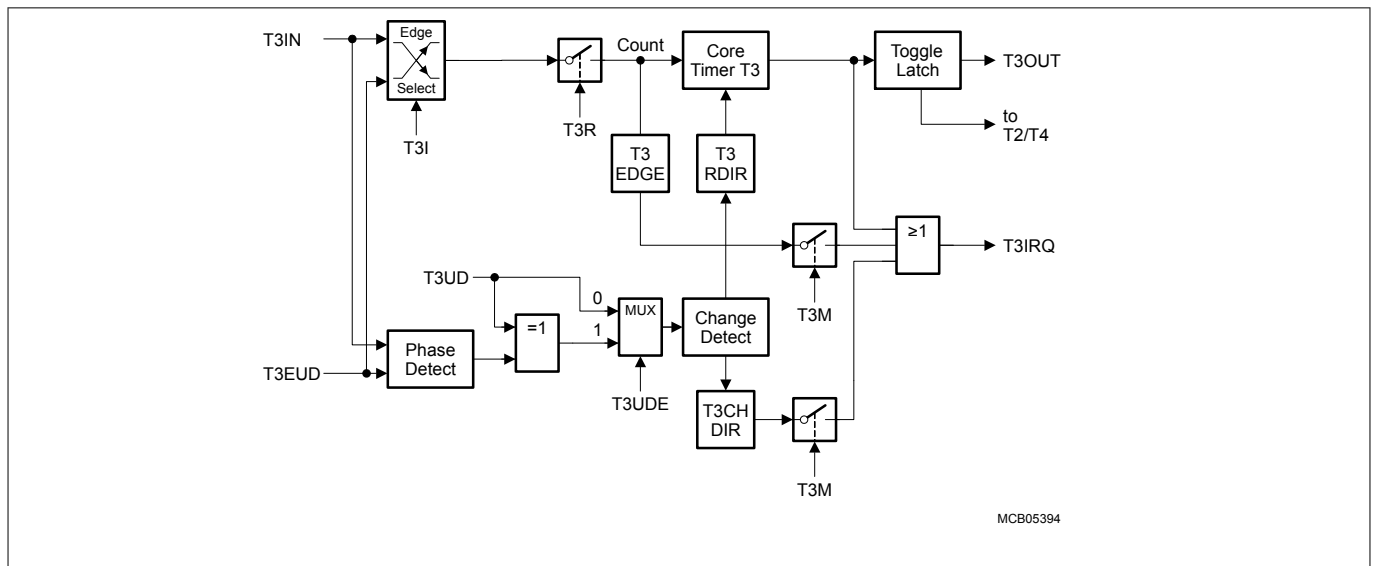 T3IN
Edge
Select
T3I
T3R
Count
Core
Timer T3
Toggle
Latch
T3OUT
to
T2/T4
T3
EDGE
T3
RDIR
≥1
T3IRQ
T3M
T3UD
0
1
=1
MUX
Change
Detect
T3EUD
Phase
Detect
T3UDE
T3CH
DIR
T3M
MCB05394